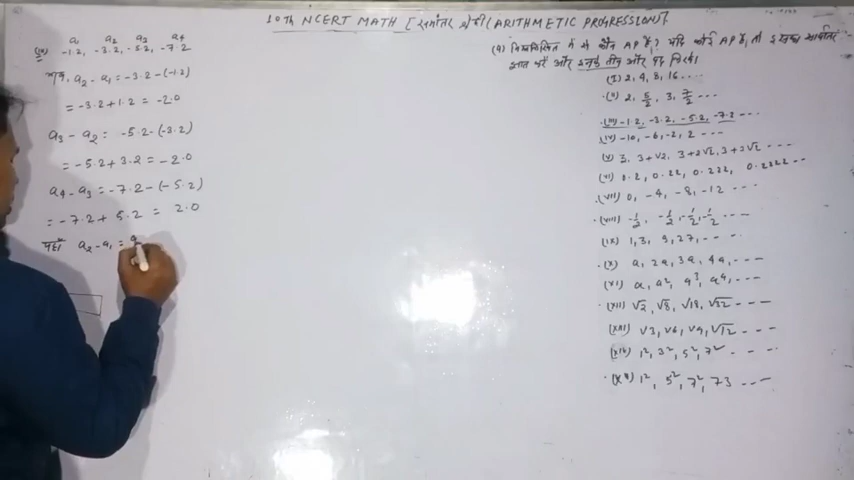 10th NCERT MATH [समांतर श्रेढ़ी (ARITHMETIC PROGRESSION)]
a₁ a₂ a₃ a₄
-1.2, -3.2, -5.2, -7.2
a₂ - a₁ = -3.2 - (-1.2)
= -3.2 + 1.2 = -2.0
a₃ - a₂ = -5.2 - (-3.2)
= -5.2 + 3.2 = -2.0
a₄ - a₃ = -7.2 - (-5.2)
= -7.2 + 5.2 = 2.0
यहाँ a₂ - a₁ = a
निम्नलिखित में से कौन AP हैं? यदि कोई AP है, तो इसका सार्वांतर
ज्ञात करें और इनके तीन और पद लिखें।
(I) 2, 4, 8, 16 ....
(II) 2, 5/2, 3, 7/2 ---
(III) -1.2, -3.2, -5.2, -7.2 ---
(IV) -10, -6, -2, 2 ---
(V) 3, 3+√2, 3+2√2, 3+3√2 ---
(VI) 0.2, 0.22, 0.222, 0.2222 ---
(VII) 0, -4, -8, -12 ---
(VIII) -1/2, -1/2, -1/2, -1/2 ---
(IX) 1, 3, 9, 27, ---
(X) a, 2a, 3a, 4a, ---
(XI) a, a², a³, a⁴, ---
(XII) √2, √8, √18, √32 ---
(XIII) √3, √6, √9, √12 ---
(XIV) 1², 3², 5², 7² ---
(XV) 1², 5², 7², 73 ---